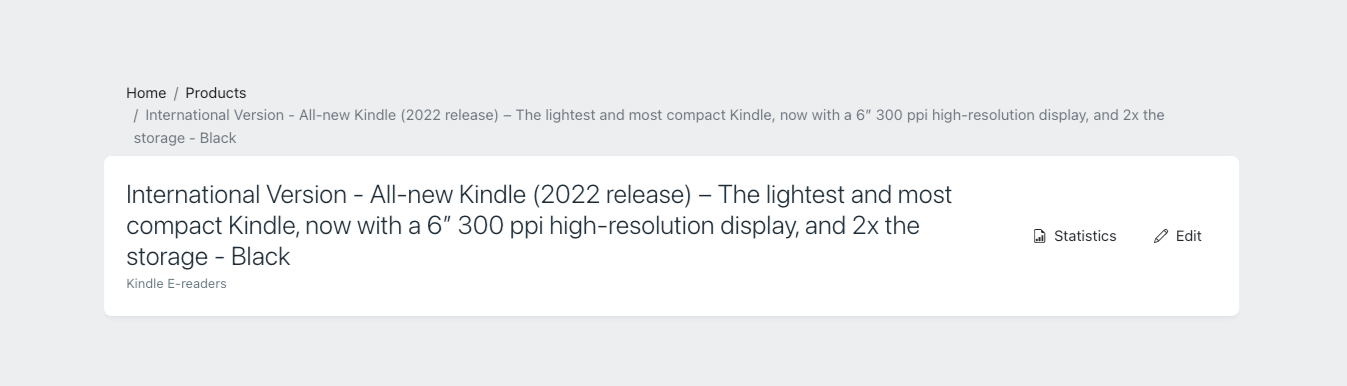 Home / Products
/ International Version - All-new Kindle (2022 release) – The lightest and most compact Kindle, now with a 6” 300 ppi high-resolution display, and 2x the
storage - Black
International Version - All-new Kindle (2022 release) – The lightest and most
compact Kindle, now with a 6” 300 ppi high-resolution display, and 2x the
storage - Black
Statistics
Edit
Kindle E-readers